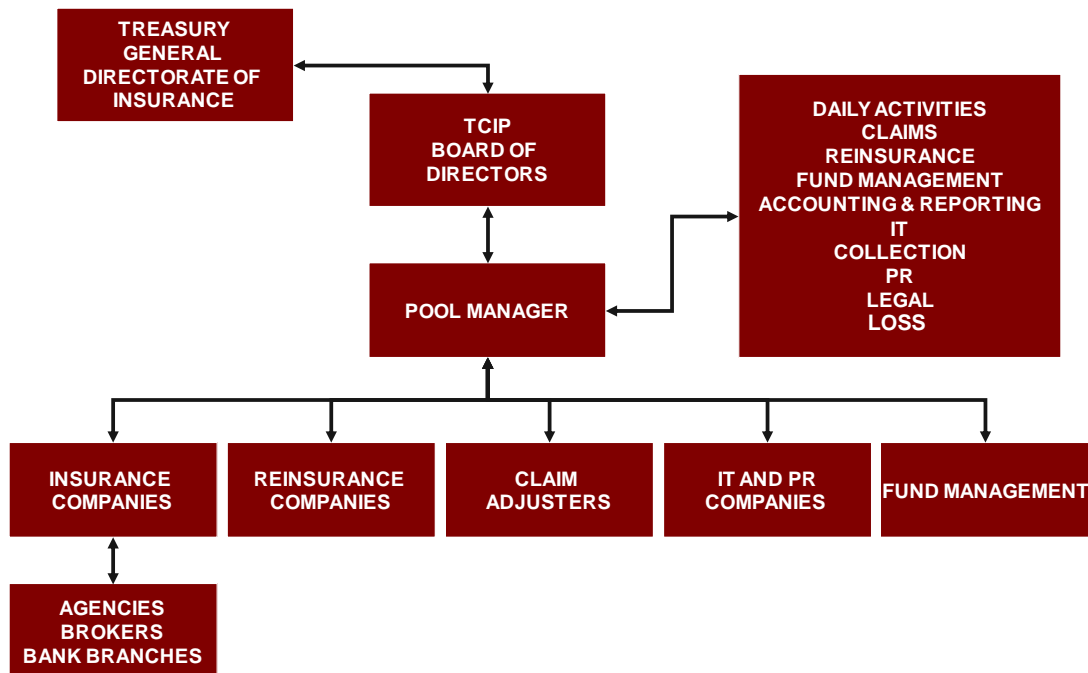 TREASURY
GENERAL
DIRECTORATE OF
INSURANCE
TCIP
BOARD OF
DIRECTORS
DAILY ACTIVITIES
CLAIMS
REINSURANCE
FUND MANAGEMENT
ACCOUNTING & REPORTING
IT
COLLECTION
PR
LEGAL
LOSS
POOL MANAGER
INSURANCE
COMPANIES
REINSURANCE
COMPANIES
CLAIM
ADJUSTERS
IT AND PR
COMPANIES
FUND MANAGEMENT
AGENCIES
BROKERS
BANK BRANCHES